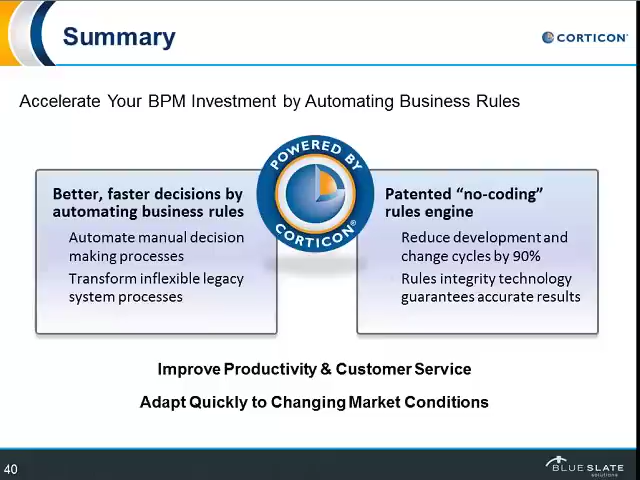 Summary
CORTICON
Accelerate Your BPM Investment by Automating Business Rules
POWERED BY
CORTICON®
Better, faster decisions by
automating business rules
Automate manual decision
making processes
Transform inflexible legacy
system processes
Patented “no-coding”
rules engine
Reduce development and
change cycles by 90%
Rules integrity technology
guarantees accurate results
Improve Productivity & Customer Service
Adapt Quickly to Changing Market Conditions
40
BLUE SLATE
solutions